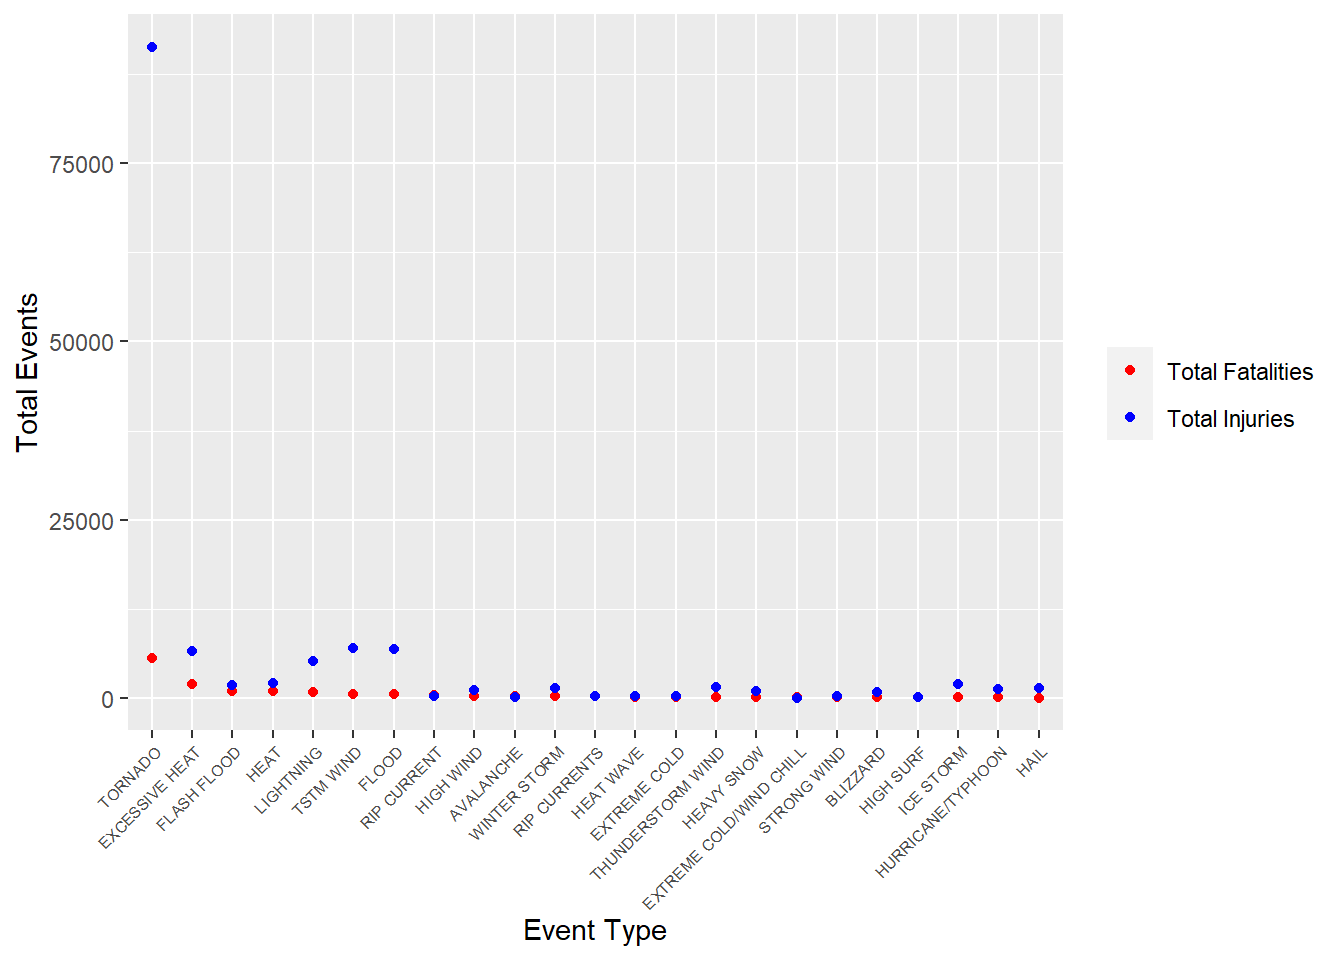 Total Events
75000
50000
25000
0
TORNADO
EXCESSIVE HEAT
FLASH FLOOD
HEAT
LIGHTNING
TSTM WIND
FLOOD
RIP CURRENT
HIGH WIND
AVALANCHE
WINTER STORM
RIP CURRENTS
HEAT WAVE
EXTREME COLD
THUNDERSTORM WIND
HEAVY SNOW
EXTREME COLD/WIND CHILL
STRONG WIND
BLIZZARD
HIGH SURF
ICE STORM
HURRICANE/TYPHOON
HAIL
Event Type
Total Fatalities
Total Injuries